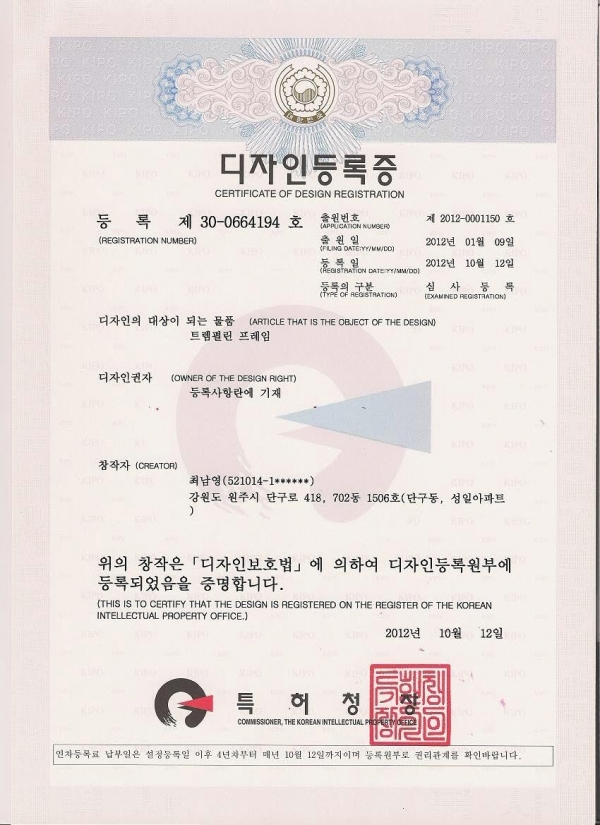 디자인등록증
CERTIFICATE OF DESIGN REGISTRATION
등 록 제 30-0664194 호
(REGISTRATION NUMBER)
출원번호 제 2012-0001150 호
(APPLICATION NUMBER)
출 원 일 2012년 01월 09일
(FILING DATE:YY/MM/DD)
등 록 일 2012년 10월 12일
(REGISTRATION DATE:YY/MM/DD)
등록의 구분 심 사 등 록
(TYPE OF REGISTRATION) (EXAMINED REGISTRATION)
디자인의 대상이 되는 물품 (ARTICLE THAT IS THE OBJECT OF THE DESIGN)
트램펄린 프레임
디자인권자 (OWNER OF THE DESIGN RIGHT)
등록사항란에 기재
창작자 (CREATOR)
최남영(521014-1******)
강원도 원주시 단구로 418, 702동 1506호(단구동, 성일아파트
)
위의 창작은 「디자인보호법」에 의하여 디자인등록원부에
등록되었음을 증명합니다.
(THIS IS TO CERTIFY THAT THE DESIGN IS REGISTERED ON THE REGISTER OF THE KOREAN
INTELLECTUAL PROPERTY OFFICE.)
2012년 10월 12일
특 허 청 장
COMMISSIONER, THE KOREAN INTELLECTUAL PROPERTY OFFICE
연차등록료 납부일은 설정등록일 이후 4년차부터 매년 10월 12일까지이며 등록원부로 권리관계를 확인바랍니다.